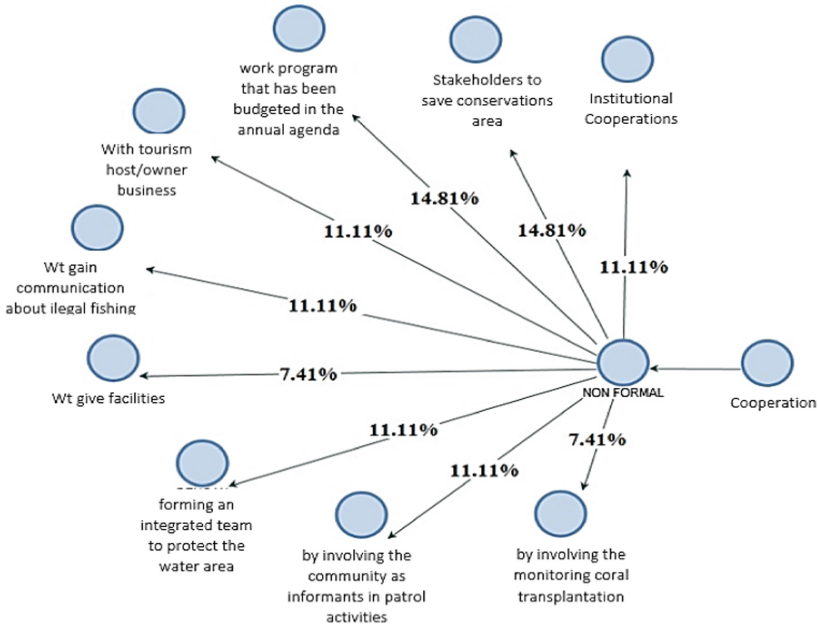 work program
that has been
budgeted in the
annual agenda
Stakeholders to
save conservations
area
Institutional
Cooperations
With tourism
host/owner
business
14.81%
11.11%
14.81%
Wt gain
communication
about ilegal fishing
11.11%
11.11%
Wt give facilities
7.41%
NON FORMAL
Cooperation
11.11%
7.41%
11.11%
forming an
integrated team
to protect the
water area
by involving the
community as
informants in patrol
activities
by involving the
monitoring coral
transplantation